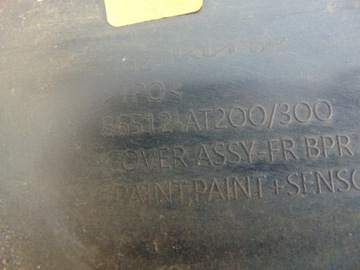 >TPO<
86512-AT200/300
COVER ASSY-FR BPR
PAINT,PAINT+SENSO